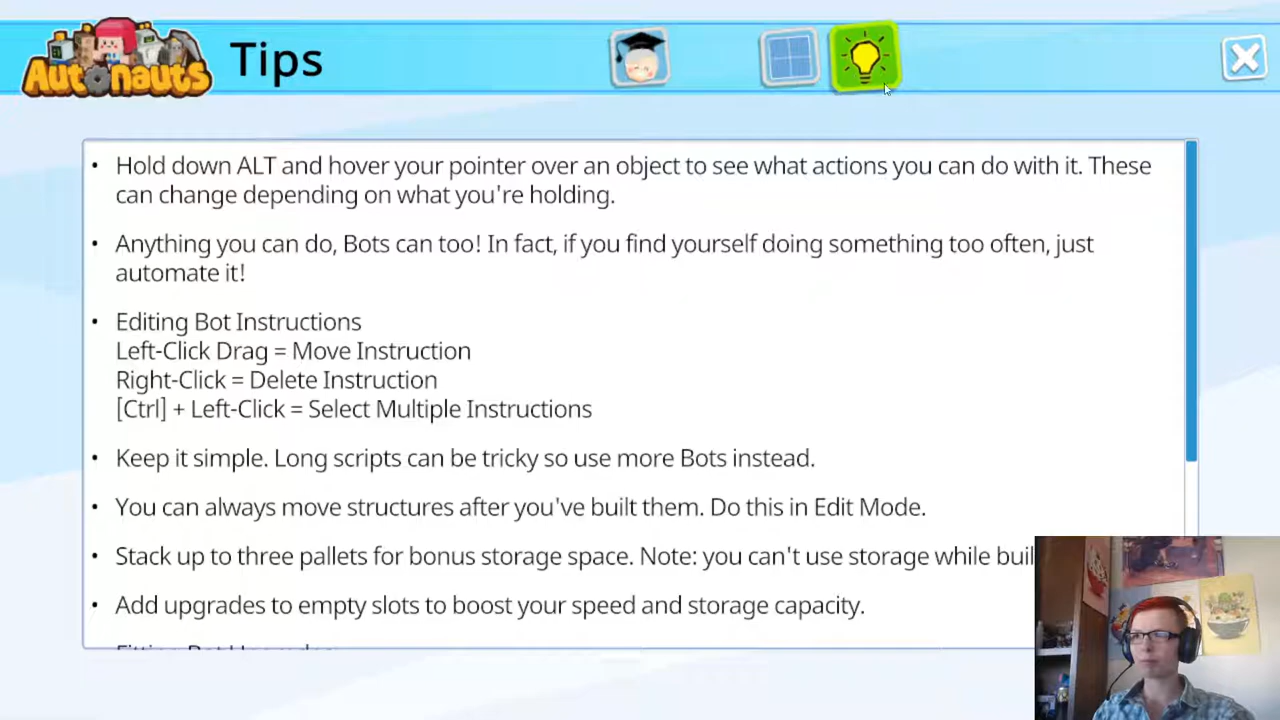 Autonauts
Tips
• Hold down ALT and hover your pointer over an object to see what actions you can do with it. These
can change depending on what you're holding.
• Anything you can do, Bots can too! In fact, if you find yourself doing something too often, just
automate it!
• Editing Bot Instructions
Left-Click Drag = Move Instruction
Right-Click = Delete Instruction
[Ctrl] + Left-Click = Select Multiple Instructions
• Keep it simple. Long scripts can be tricky so use more Bots instead.
• You can always move structures after you've built them. Do this in Edit Mode.
• Stack up to three pallets for bonus storage space. Note: you can't use storage while buil
• Add upgrades to empty slots to boost your speed and storage capacity.